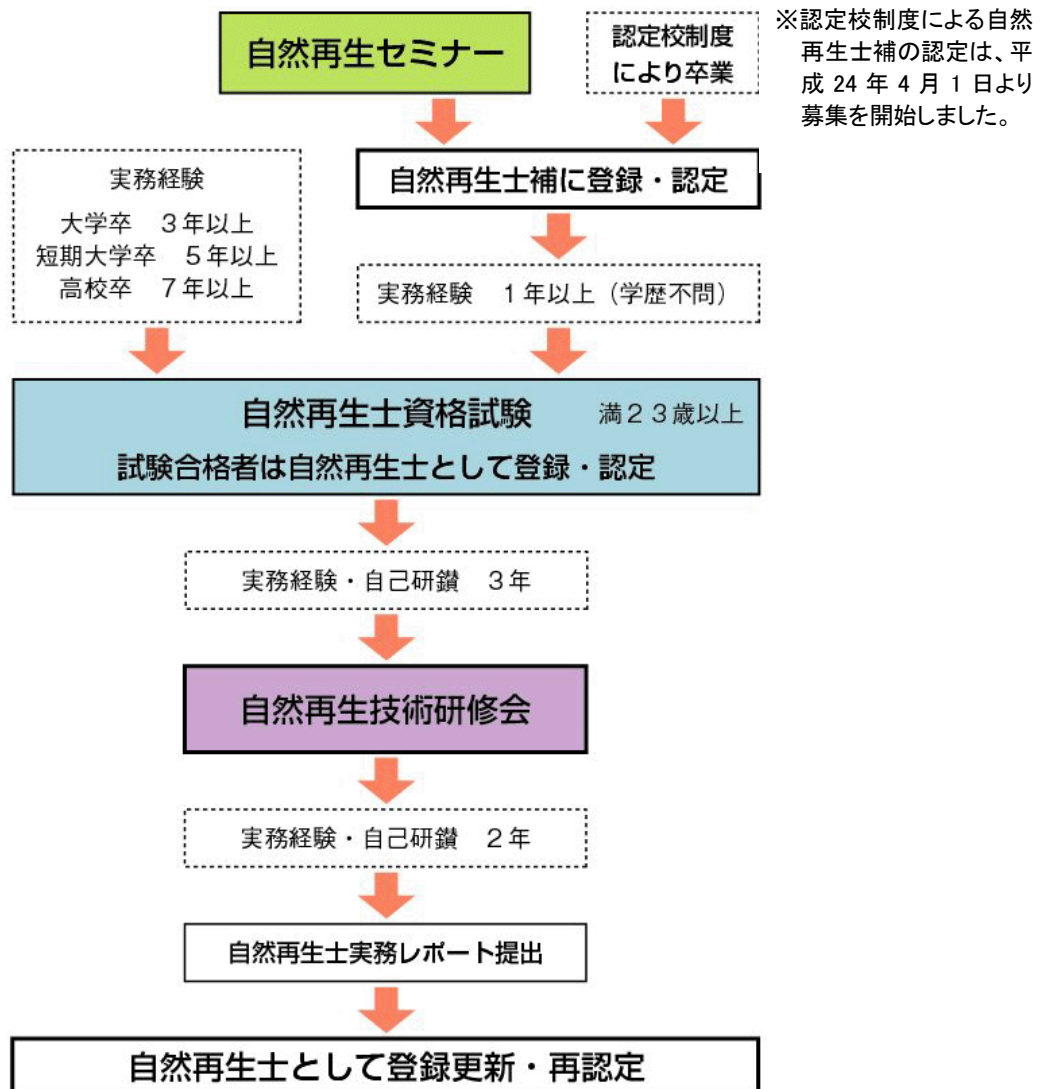 自然再生セミナー
認定校制度
により卒業
※認定校制度による自然
再生士補の認定は、平
成 24 年 4 月 1 日より
募集を開始しました。
実務経験
大学卒　３年以上
短期大学卒　５年以上
高校卒　７年以上
自然再生士補に登録・認定
実務経験　１年以上（学歴不問）
自然再生士資格試験　満２３歳以上
試験合格者は自然再生士として登録・認定
実務経験・自己研鑽　３年
自然再生技術研修会
実務経験・自己研鑽　２年
自然再生士実務レポート提出
自然再生士として登録更新・再認定